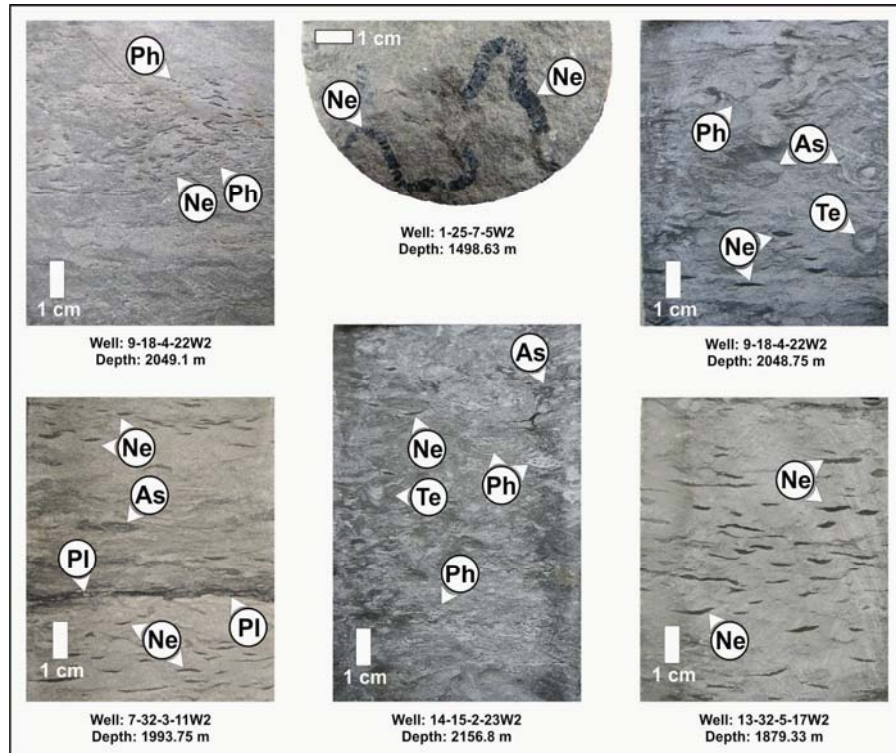 Ph
Ne
Ph
1 cm
Well: 9-18-4-22W2
Depth: 2049.1 m
1 cm
Ne
Ne
Well: 1-25-7-5W2
Depth: 1498.63 m
Ph
As
Te
Ne
1 cm
Well: 9-18-4-22W2
Depth: 2048.75 m
Ne
As
Pl
Ne
Pl
1 cm
Well: 7-32-3-11W2
Depth: 1993.75 m
As
Ne
Te
Ph
Ph
1 cm
Well: 14-15-2-23W2
Depth: 2156.8 m
Ne
Ne
1 cm
Well: 13-32-5-17W2
Depth: 1879.33 m